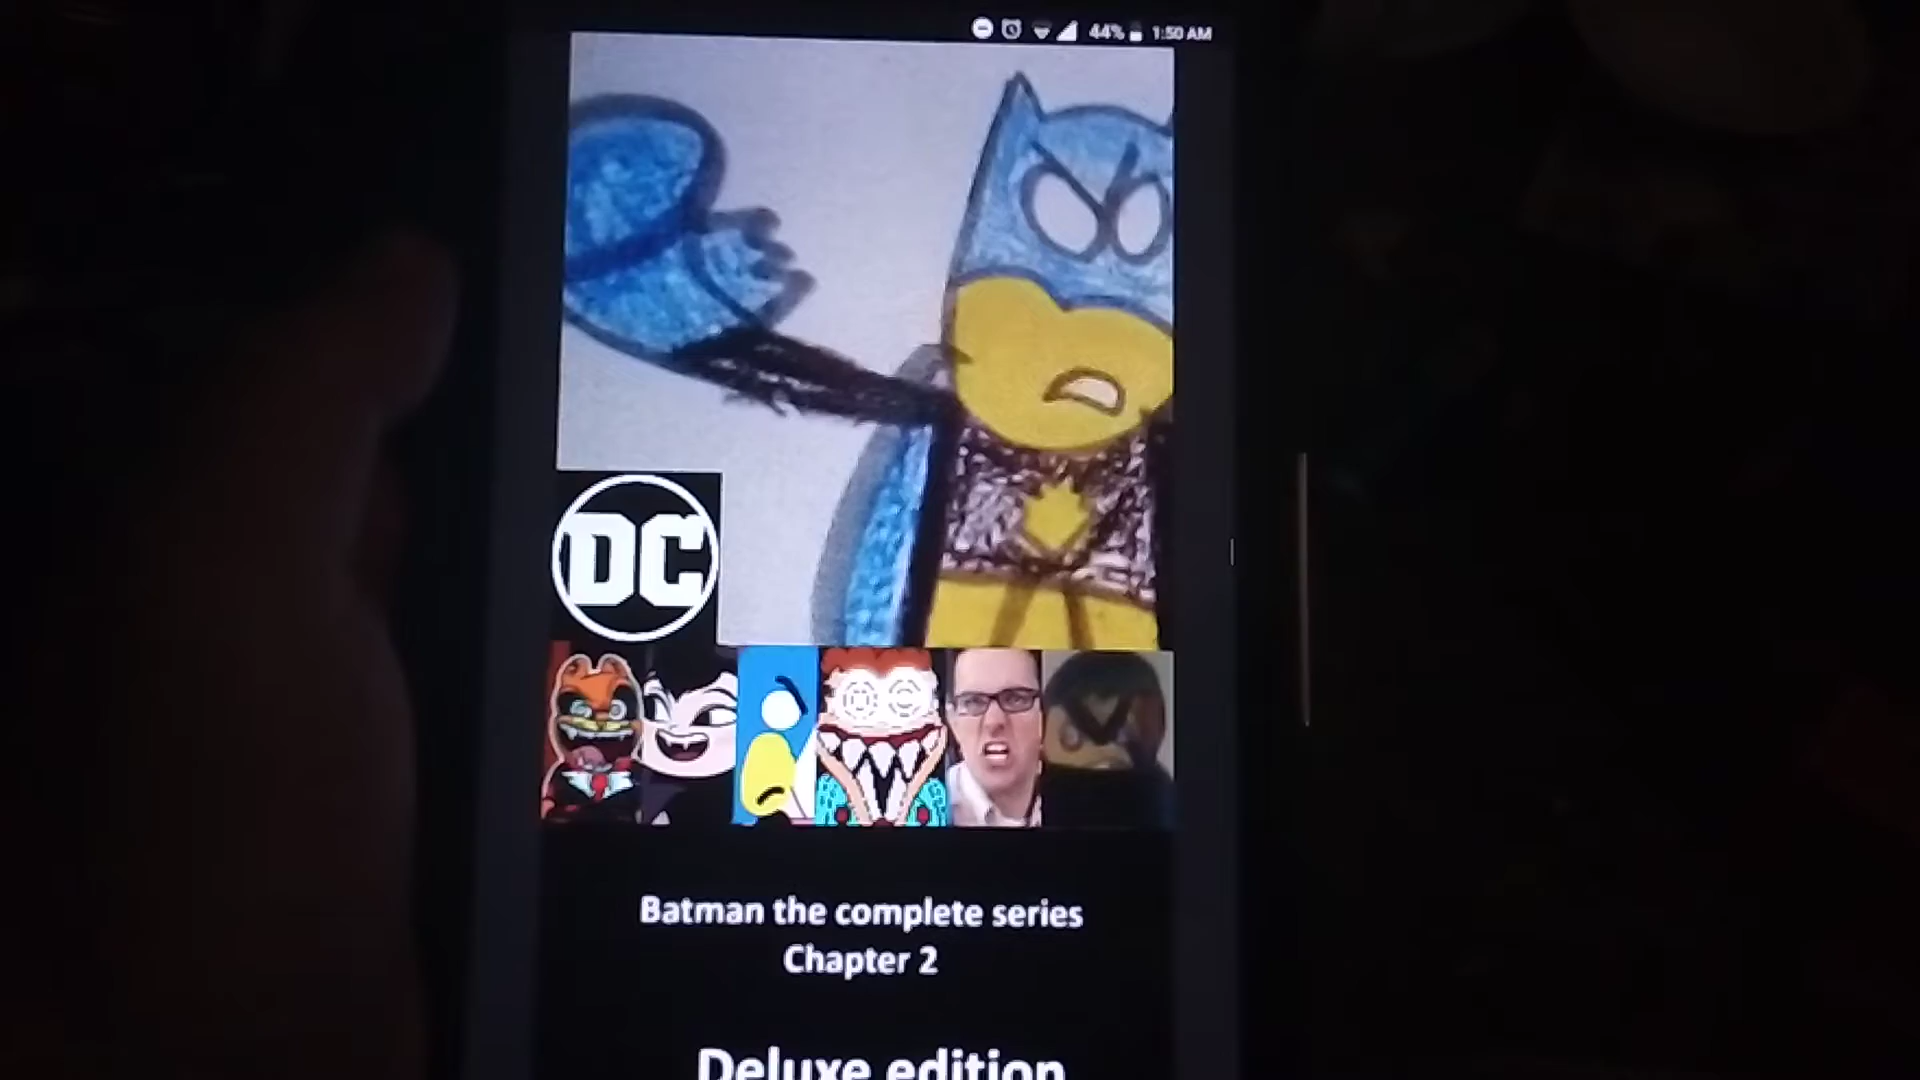 44% 1:50 AM
DC
Batman the complete series
Chapter 2
Deluxe edition